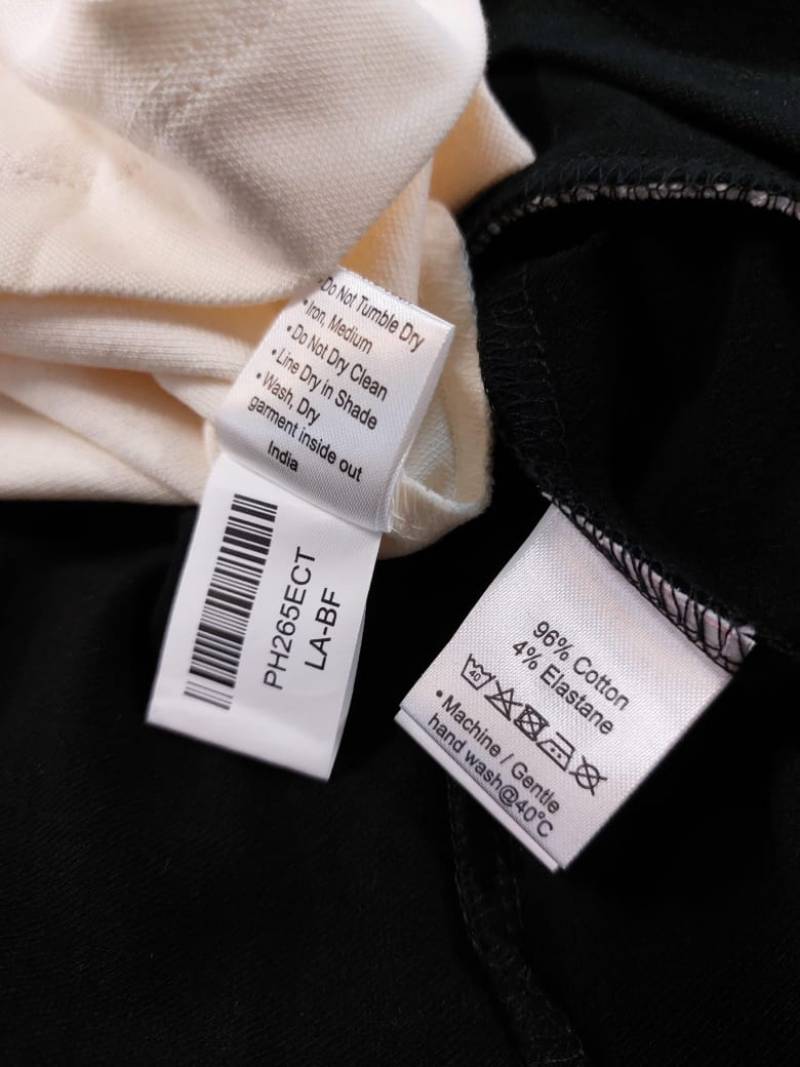 • Do Not Tumble Dry
• Iron, Medium
• Do Not Dry Clean
• Line Dry in Shade
• Wash, Dry
garment inside out
India
PH265ECT
LA-BF
96% Cotton
4% Elastane
40
• Machine / Gentle
hand wash@40°C